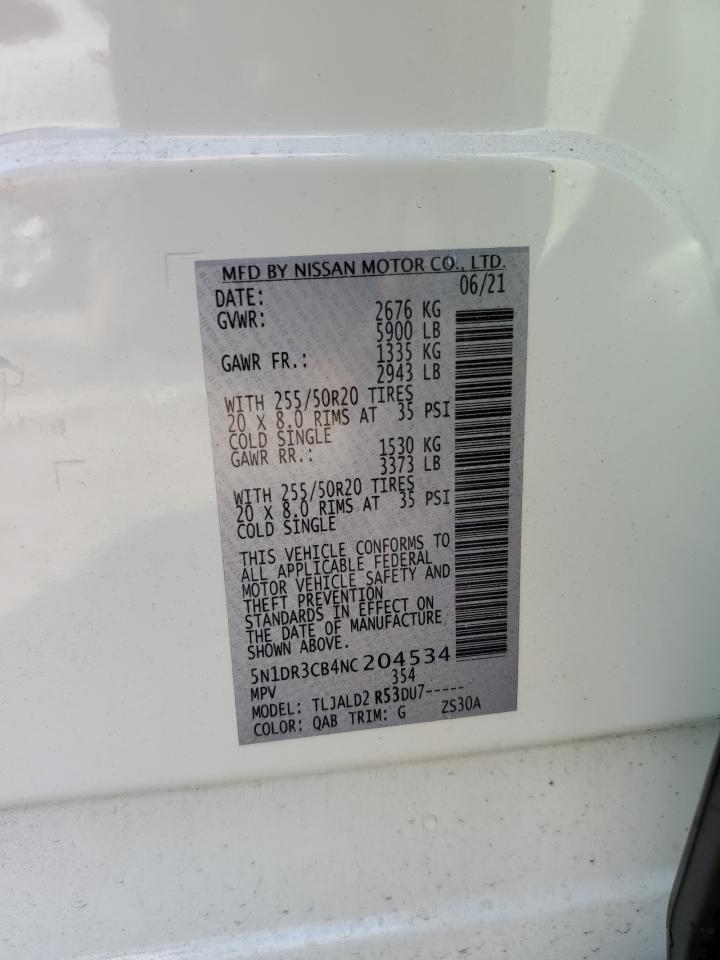 MFD BY NISSAN MOTOR CO., LTD.
DATE: 06/21
GVWR: 2676 KG
5900 LB
GAWR FR.: 1335 KG
2943 LB
WITH 255/50R20 TIRES
20 X 8.0 RIMS AT 35 PSI
COLD SINGLE
GAWR RR.: 1530 KG
3373 LB
WITH 255/50R20 TIRES
20 X 8.0 RIMS AT 35 PSI
COLD SINGLE
THIS VEHICLE CONFORMS TO
ALL APPLICABLE FEDERAL
MOTOR VEHICLE SAFETY AND
THEFT PREVENTION
STANDARDS IN EFFECT ON
THE DATE OF MANUFACTURE
SHOWN ABOVE.
5N1DR3CB4NC204534
MPV 354
MODEL: TLJALD2 R53DU7-----
COLOR: QAB TRIM: G ZS30A